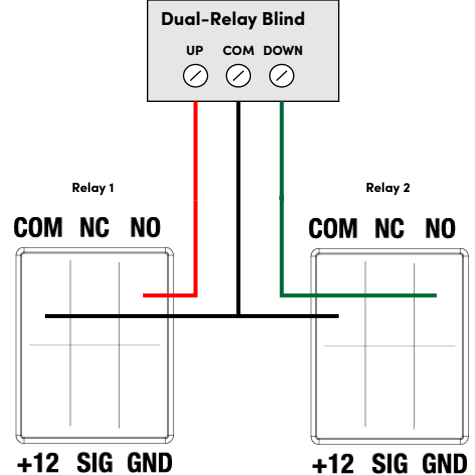 Dual-Relay Blind
UP COM DOWN
Relay 1
Relay 2
COM NC NO
COM NC NO
+12 SIG GND
+12 SIG GND